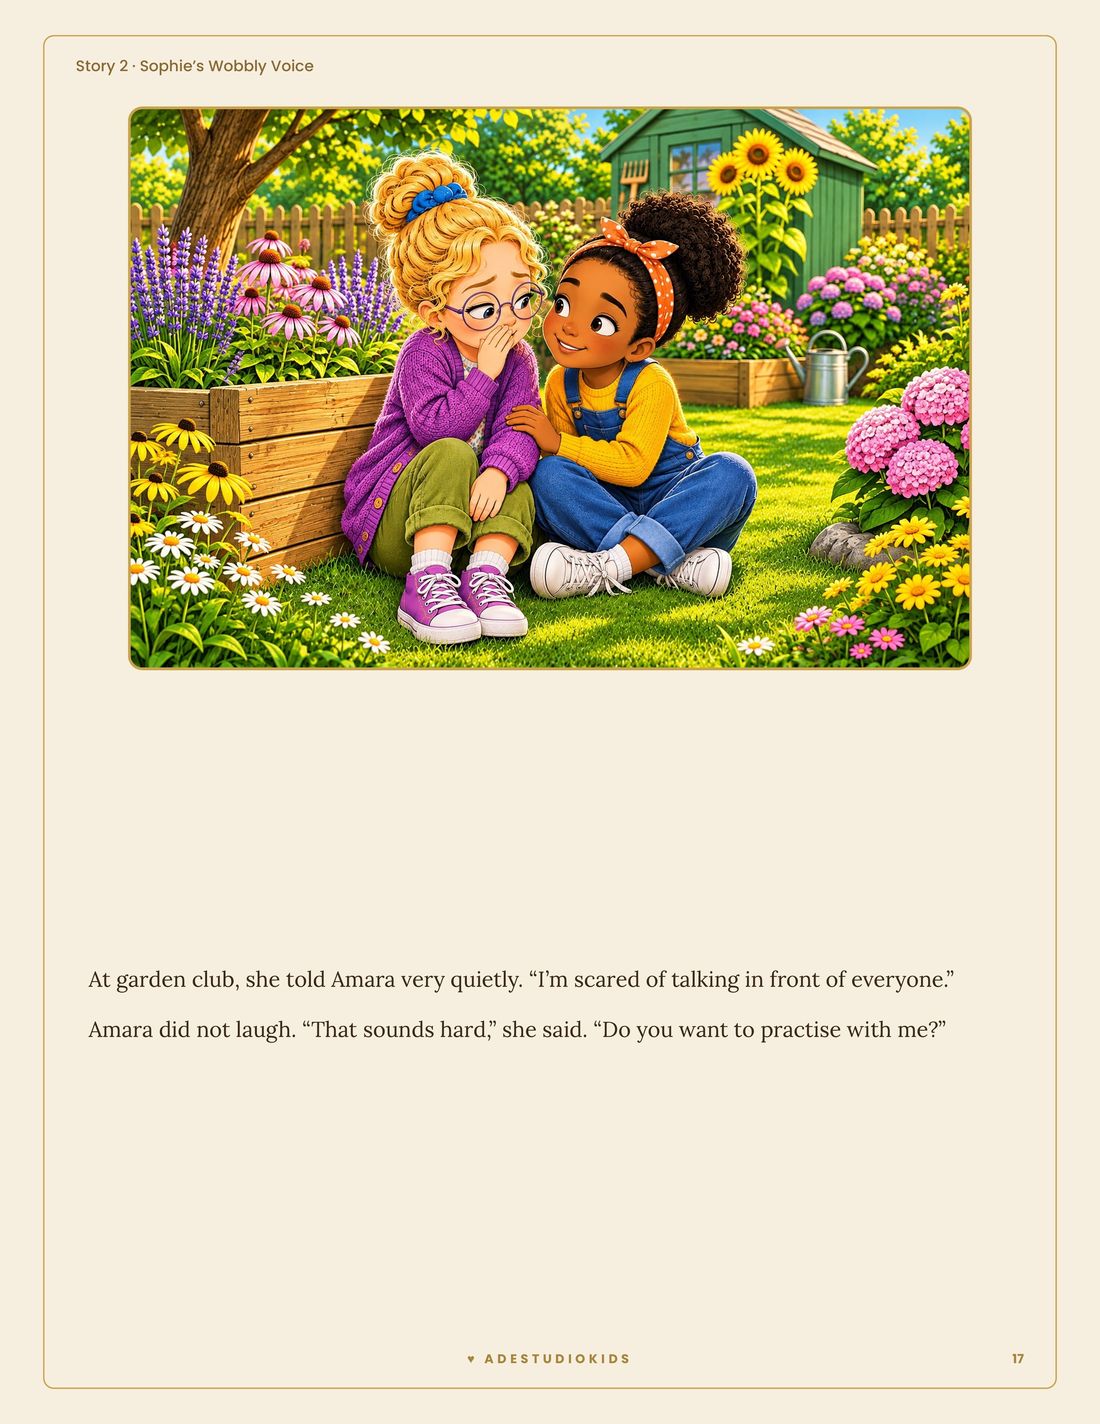 Story 2 · Sophie’s Wobbly Voice
At garden club, she told Amara very quietly. “I’m scared of talking in front of everyone.”
Amara did not laugh. “That sounds hard,” she said. “Do you want to practise with me?”
♥ ADESTUDIOKIDS
17